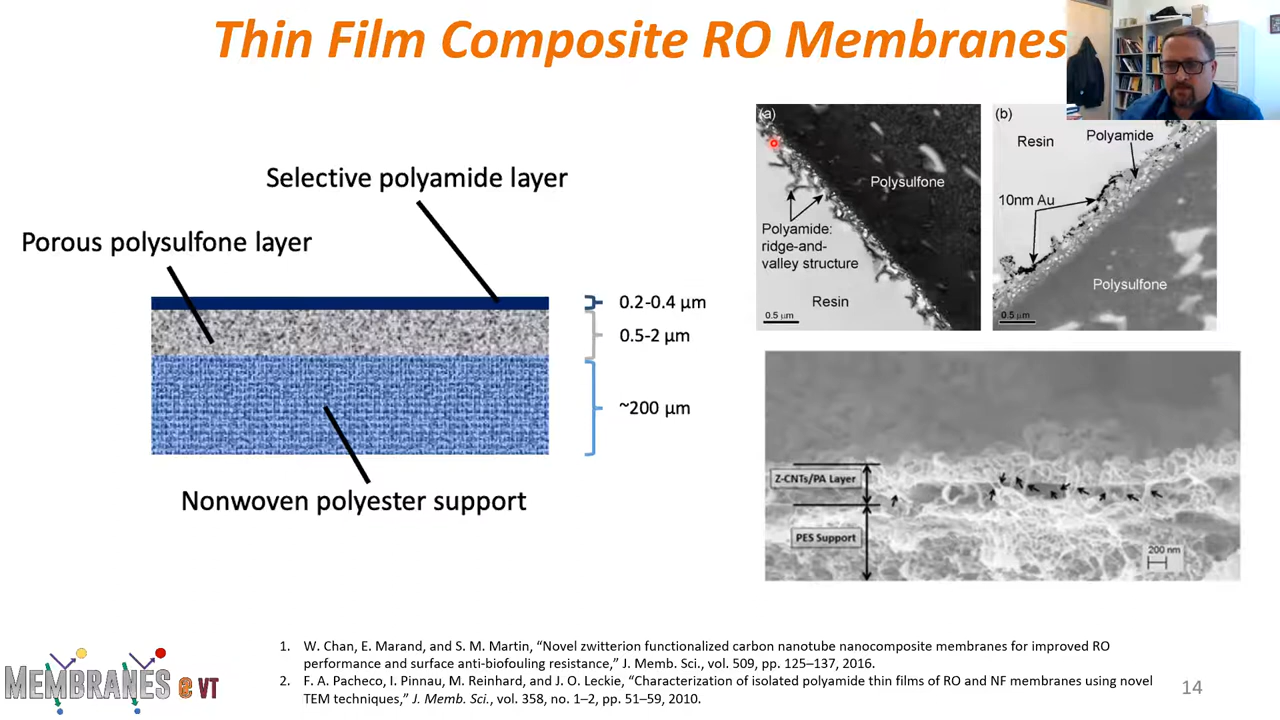 Thin Film Composite RO Membranes
Selective polyamide layer
Porous polysulfone layer
0.2-0.4 μm
0.5-2 μm
~200 μm
Nonwoven polyester support
(a)
Polysulfone
Polyamide:
ridge-and-
valley structure
Resin
0.5 μm
(b)
Resin
Polyamide
10nm Au
Polysulfone
0.5 μm
Z-CNTs/PA Layer
PES Support
200 nm
1. W. Chan, E. Marand, and S. M. Martin, “Novel zwitterion functionalized carbon nanotube nanocomposite membranes for improved RO
performance and surface anti-biofouling resistance,” J. Memb. Sci., vol. 509, pp. 125–137, 2016.
2. F. A. Pacheco, I. Pinnau, M. Reinhard, and J. O. Leckie, “Characterization of isolated polyamide thin films of RO and NF membranes using novel
TEM techniques,” J. Memb. Sci., vol. 358, no. 1–2, pp. 51–59, 2010.
MEMBRANES @ VT
14